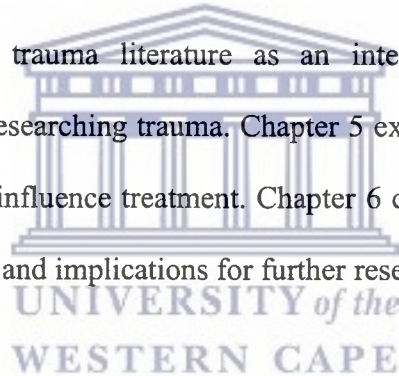 trauma literature as an inte
esearching trauma. Chapter 5 ex
influence treatment. Chapter 6 c
and implications for further rese
UNIVERSITY of the
WESTERN CAPE